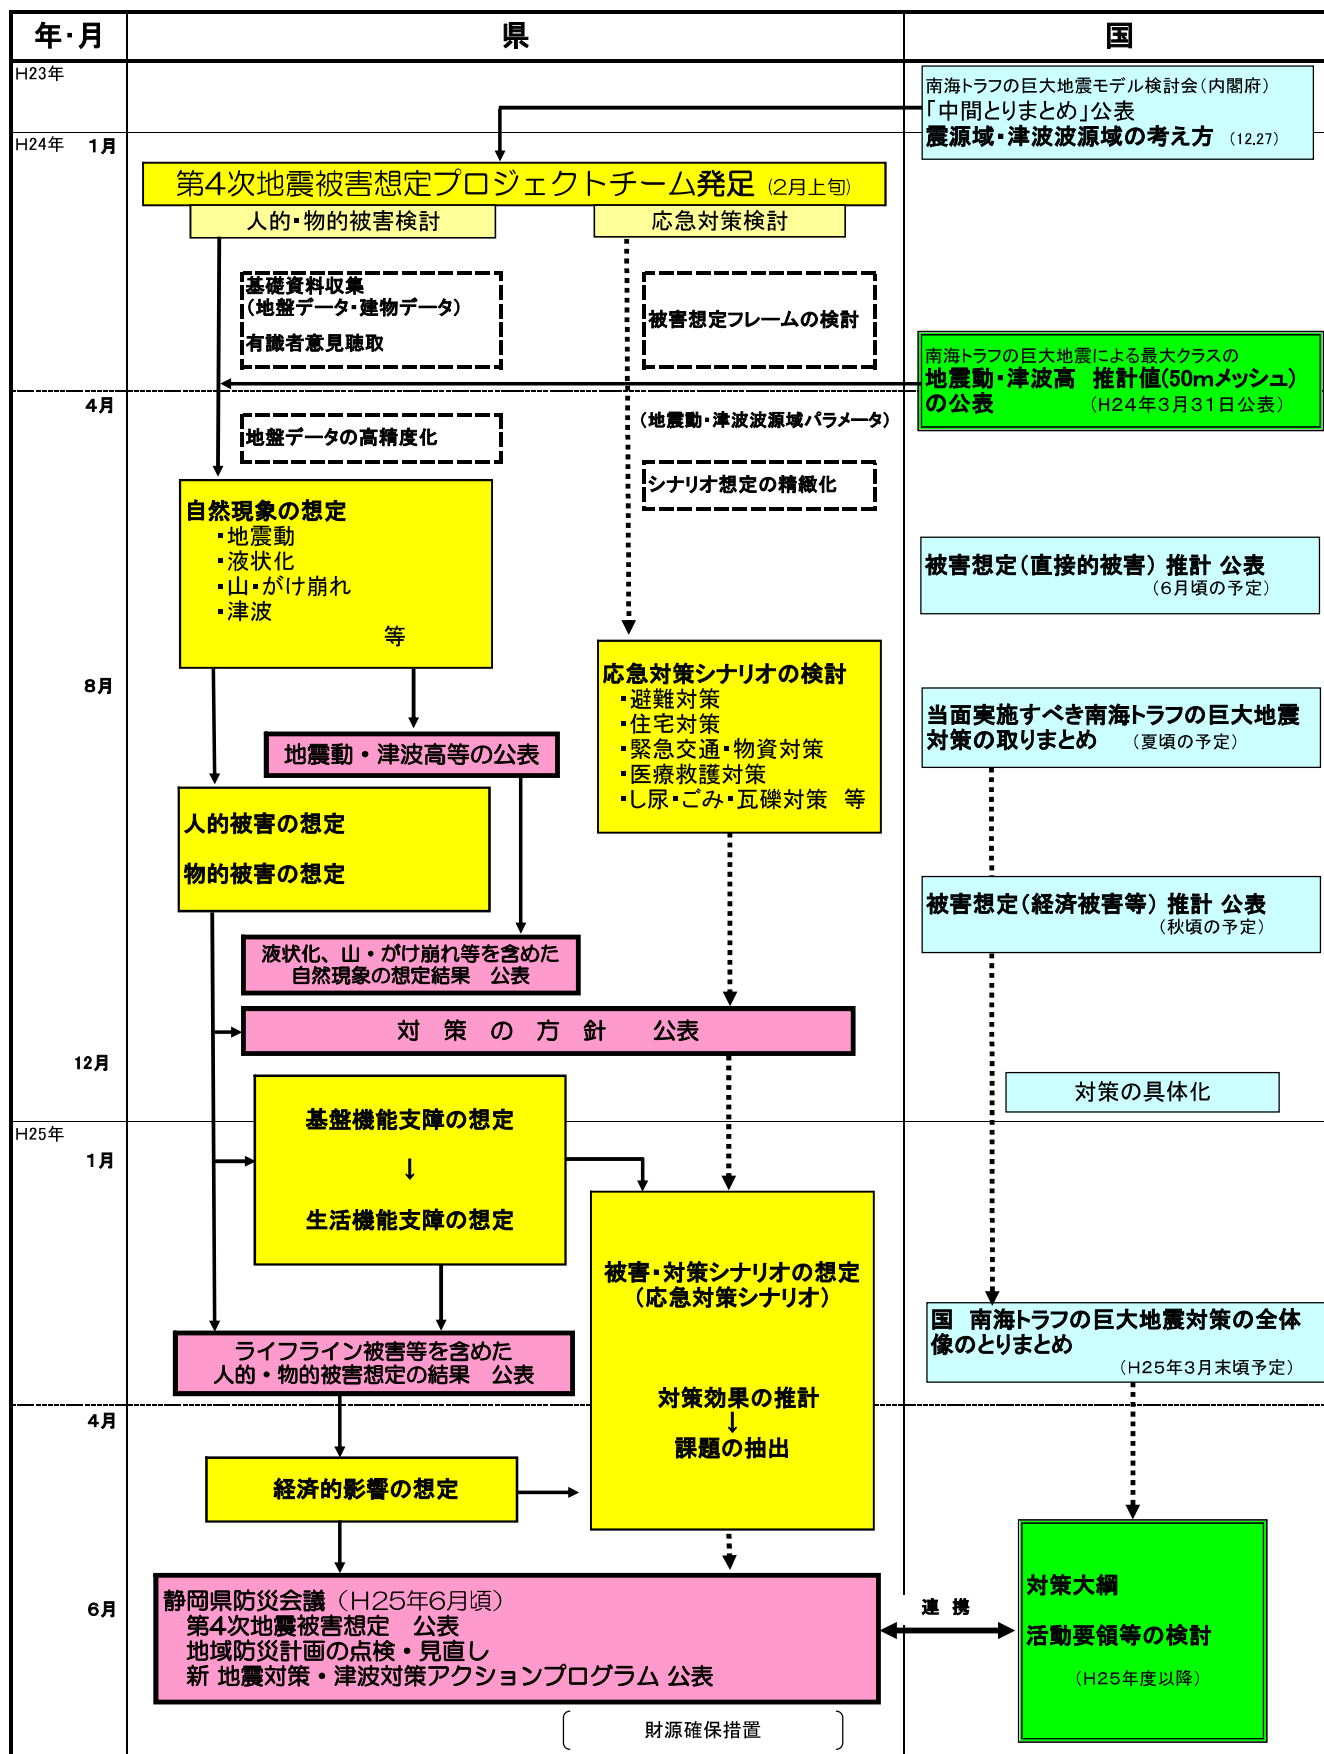 年・月
県
国
H23年
南海トラフの巨大地震モデル検討会（内閣府）
「中間とりまとめ」公表
震源域・津波波源域の考え方 （12.27）
H24年 1月
第4次地震被害想定プロジェクトチーム発足 （2月上旬）
人的・物的被害検討
応急対策検討
基礎資料収集
（地盤データ・建物データ）
有識者意見聴取
被害想定フレームの検討
南海トラフの巨大地震による最大クラスの
地震動・津波高 推計値（50mメッシュ）
の公表 （H24年3月31日公表）
4月
地盤データの高精度化
（地震動・津波波源域パラメータ）
シナリオ想定の精緻化
自然現象の想定
・地震動
・液状化
・山・がけ崩れ
・津波
等
被害想定（直接的被害） 推計 公表
（6月頃の予定）
8月
応急対策シナリオの検討
・避難対策
・住宅対策
・緊急交通・物資対策
・医療救護対策
・し尿・ごみ・瓦礫対策 等
当面実施すべき南海トラフの巨大地震
対策の取りまとめ （夏頃の予定）
地震動・津波高等の公表
人的被害の想定
物的被害の想定
被害想定（経済被害等） 推計 公表
（秋頃の予定）
液状化、山・がけ崩れ等を含めた
自然現象の想定結果 公表
対 策 の 方 針 公表
12月
対策の具体化
基盤機能支障の想定
↓
生活機能支障の想定
H25年
1月
被害・対策シナリオの想定
（応急対策シナリオ）
対策効果の推計
↓
課題の抽出
国 南海トラフの巨大地震対策の全体
像のとりまとめ
（H25年3月末頃予定）
ライフライン被害等を含めた
人的・物的被害想定の結果 公表
4月
経済的影響の想定
6月
静岡県防災会議（H25年6月頃）
第4次地震被害想定 公表
地域防災計画の点検・見直し
新 地震対策・津波対策アクションプログラム 公表
連 携
対策大綱
活動要領等の検討
（H25年度以降）
財源確保措置